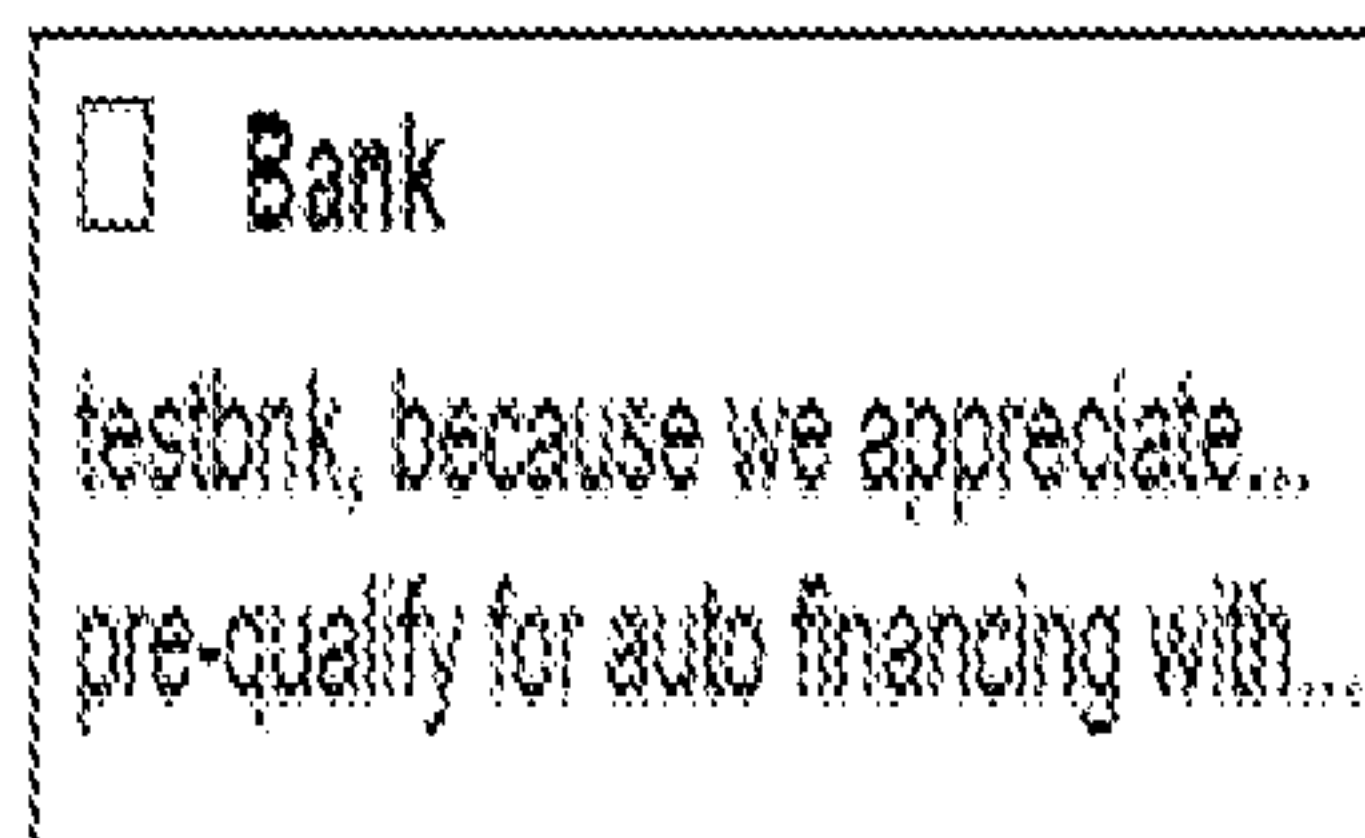 Bank
testbnk, because we appreciate...
pre-qualify for auto financing with...